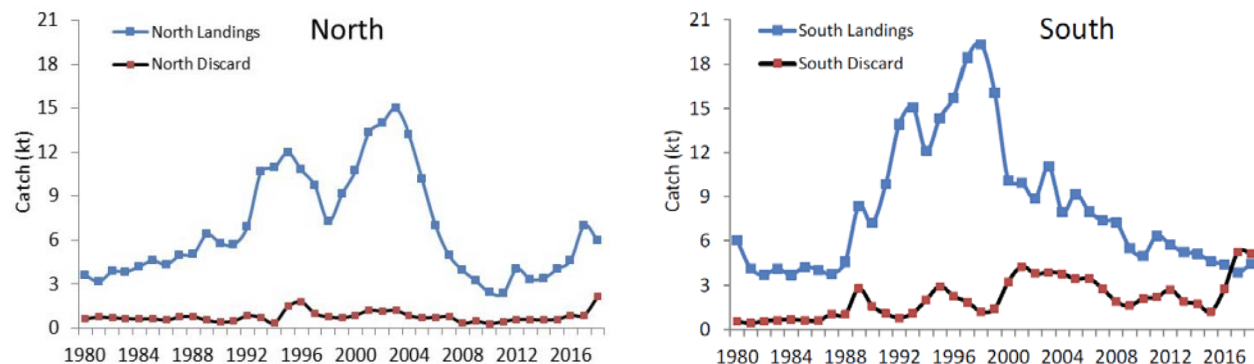 North
North Landings
North Discard
Catch (kt)
21
18
15
12
9
6
3
0
1980 1984 1988 1992 1996 2000 2004 2008 2012 2016
South
South Landings
South Discard
Catch (kt)
21
18
15
12
9
6
3
0
1980 1984 1988 1992 1996 2000 2004 2008 2012 2016